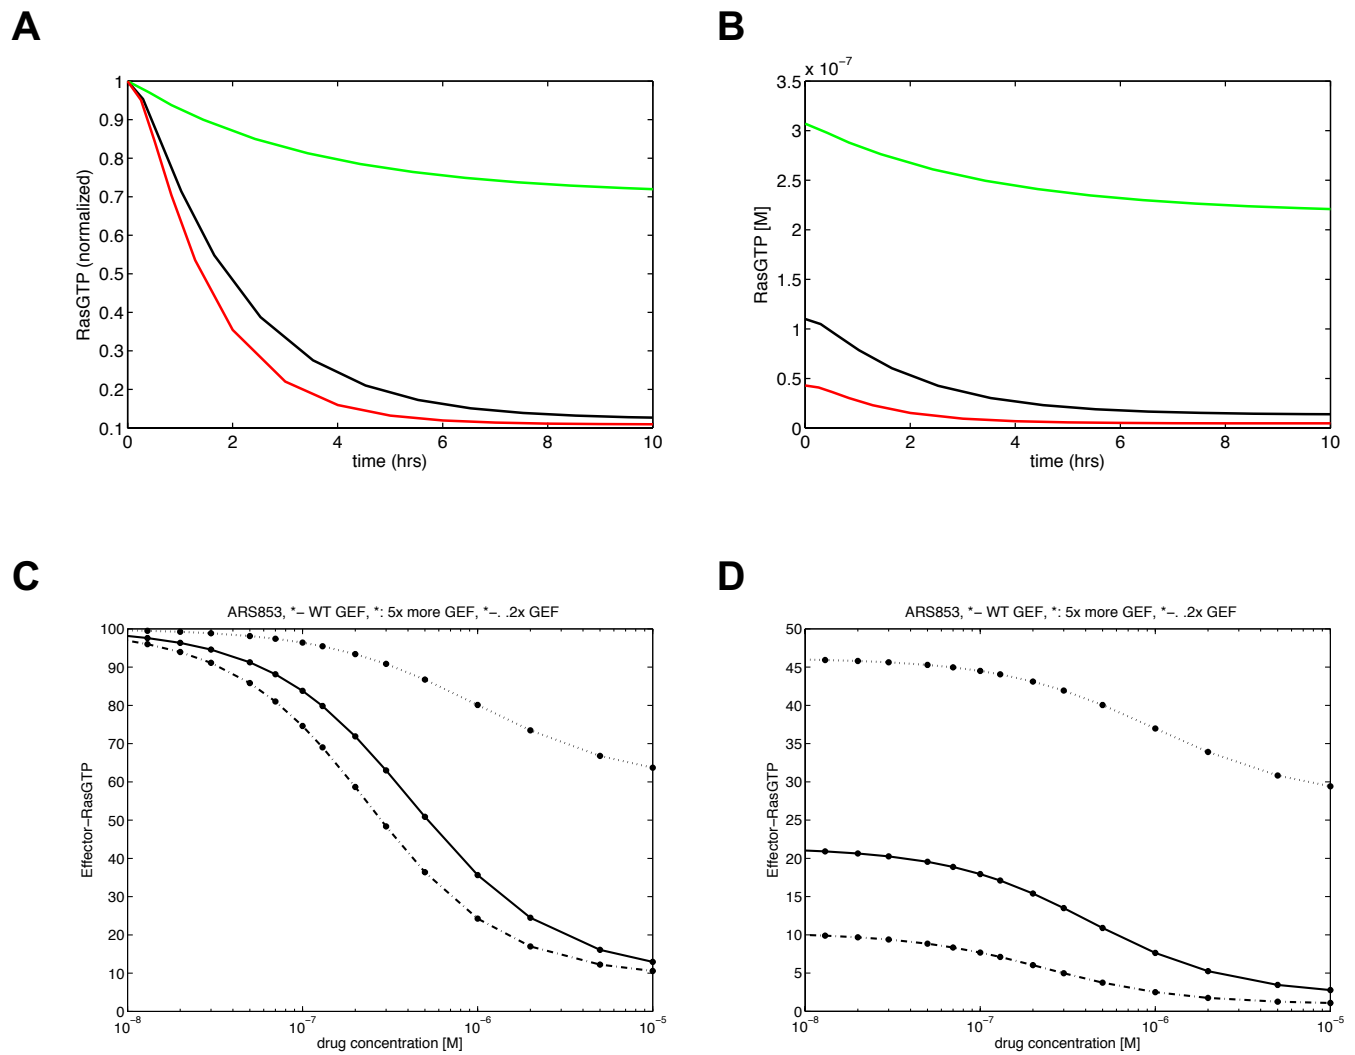 A
B
1
0.9
0.8
0.7
0.6
0.5
0.4
0.3
0.2
0.1
RasGTP (normalized)
0 2 4 6 8 10
time (hrs)
x 10⁻⁷
3.5
3
2.5
2
1.5
1
0.5
0
RasGTP [M]
0 2 4 6 8 10
time (hrs)
C
D
ARS853, *– WT GEF, *: 5x more GEF, *–. .2x GEF
100
90
80
70
60
50
40
30
20
10
0
Effector–RasGTP
10⁻⁸ 10⁻⁷ 10⁻⁶ 10⁻⁵
drug concentration [M]
ARS853, *– WT GEF, *: 5x more GEF, *–. .2x GEF
50
45
40
35
30
25
20
15
10
5
0
Effector–RasGTP
10⁻⁸ 10⁻⁷ 10⁻⁶ 10⁻⁵
drug concentration [M]